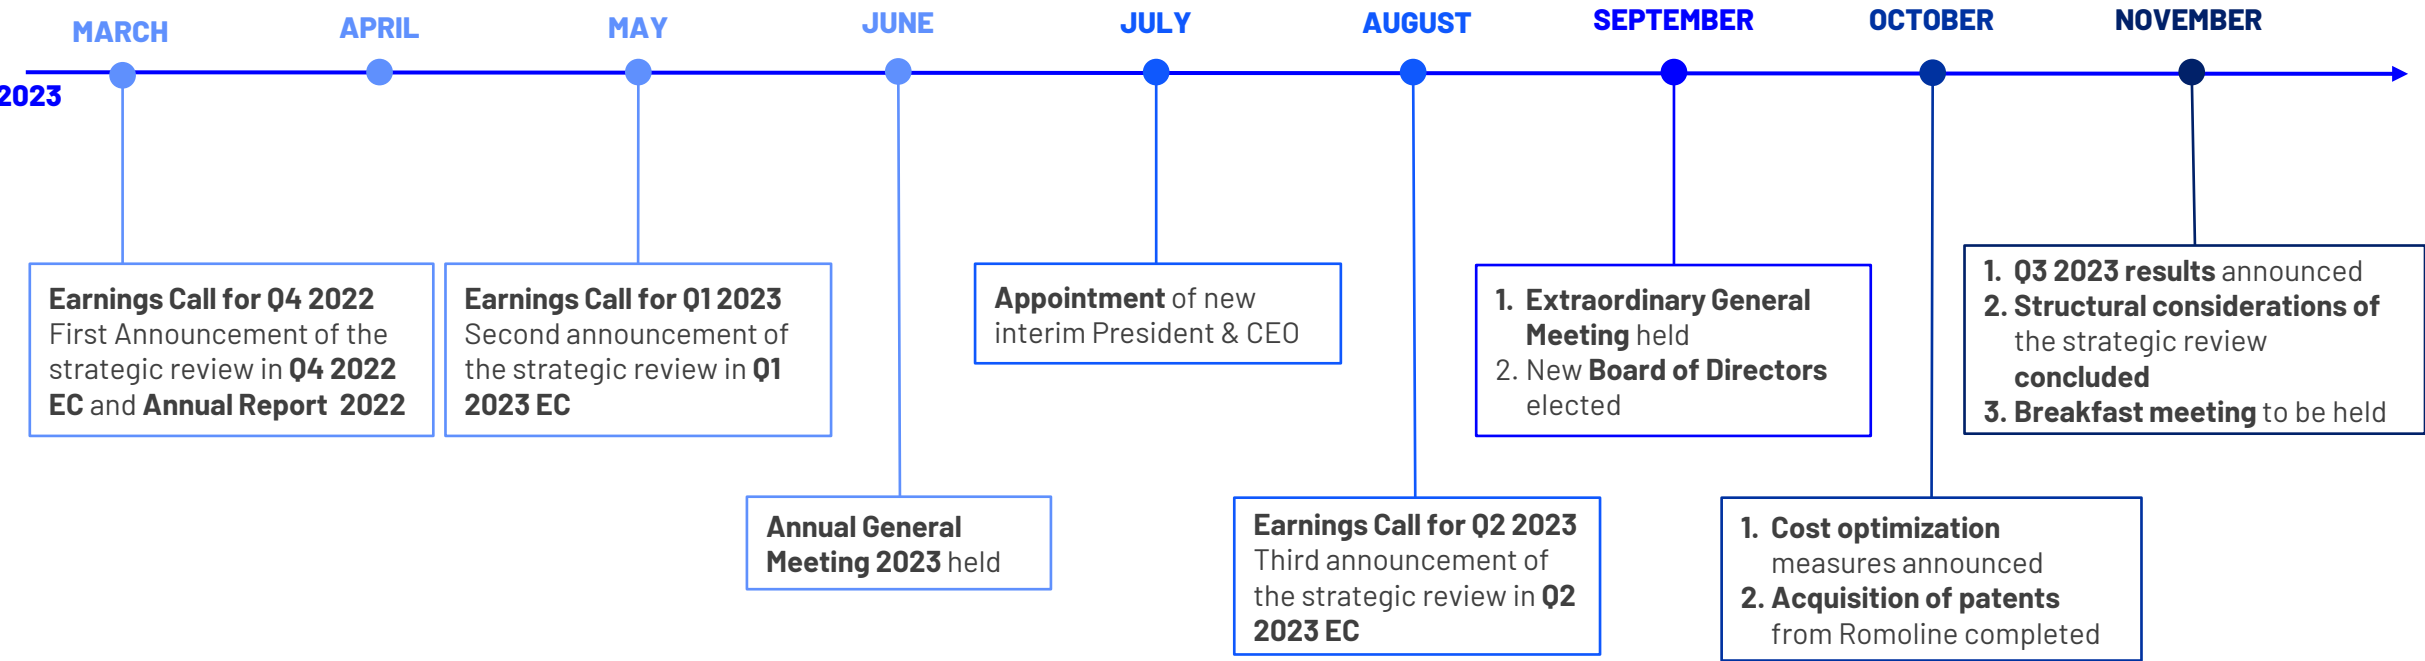 MARCH
APRIL
MAY
JUNE
JULY
AUGUST
SEPTEMBER
OCTOBER
NOVEMBER
2023
Earnings Call for Q4 2022
First Announcement of the
strategic review in Q4 2022
EC and Annual Report 2022
Earnings Call for Q1 2023
Second announcement of
the strategic review in Q1
2023 EC
Annual General
Meeting 2023 held
Appointment of new
interim President & CEO
Earnings Call for Q2 2023
Third announcement of
the strategic review in Q2
2023 EC
1. Extraordinary General
Meeting held
2. New Board of Directors
elected
1. Cost optimization
measures announced
2. Acquisition of patents
from Romoline completed
1. Q3 2023 results announced
2. Structural considerations of
the strategic review
concluded
3. Breakfast meeting to be held